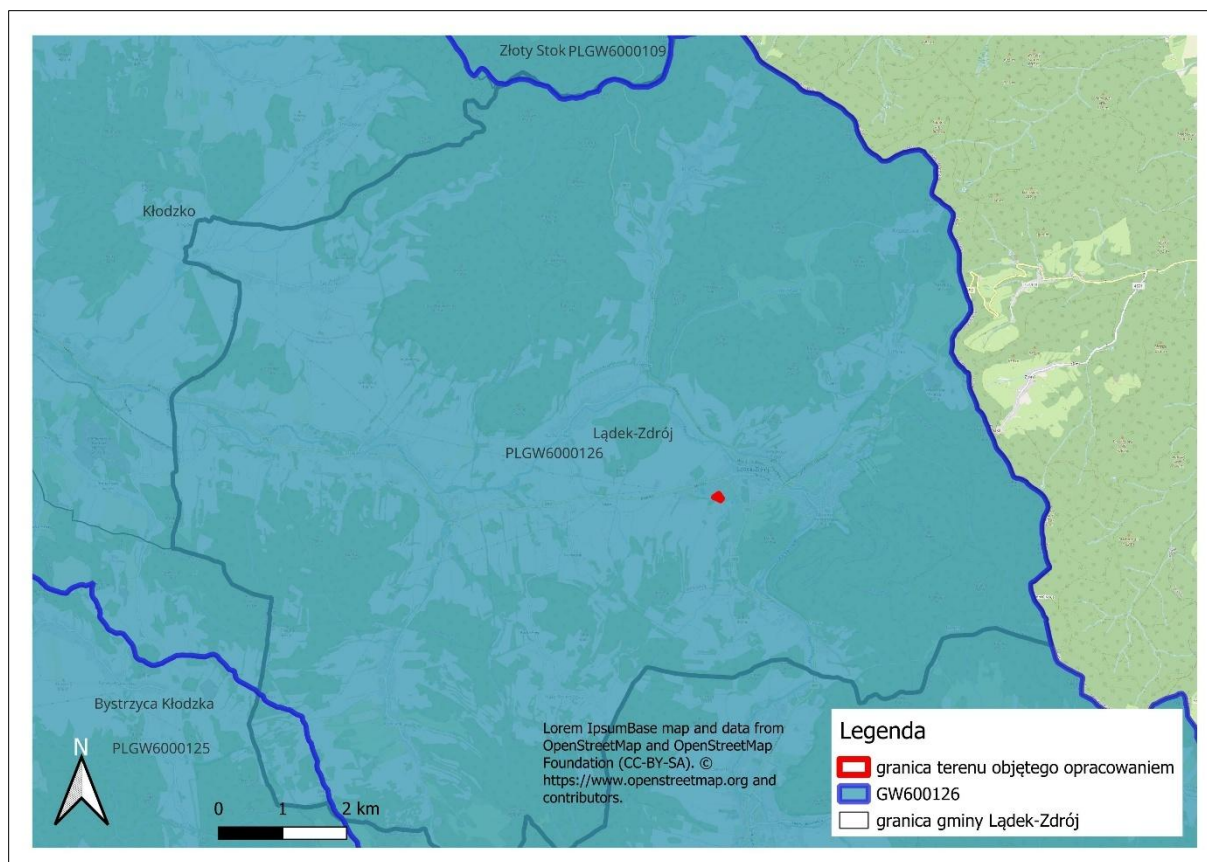 Złoty Stok PLGW6000109
Kłodzko
Lądek-Zdrój
PLGW6000126
Bystrzyca Kłodzka
PLGW6000125
N
0 1 2 km
Lorem IpsumBase map and data from
OpenStreetMap and OpenStreetMap
Foundation (CC-BY-SA). ©
https://www.openstreetmap.org and
contributors.
Legenda
granica terenu objętego opracowaniem
GW600126
granica gminy Lądek-Zdrój